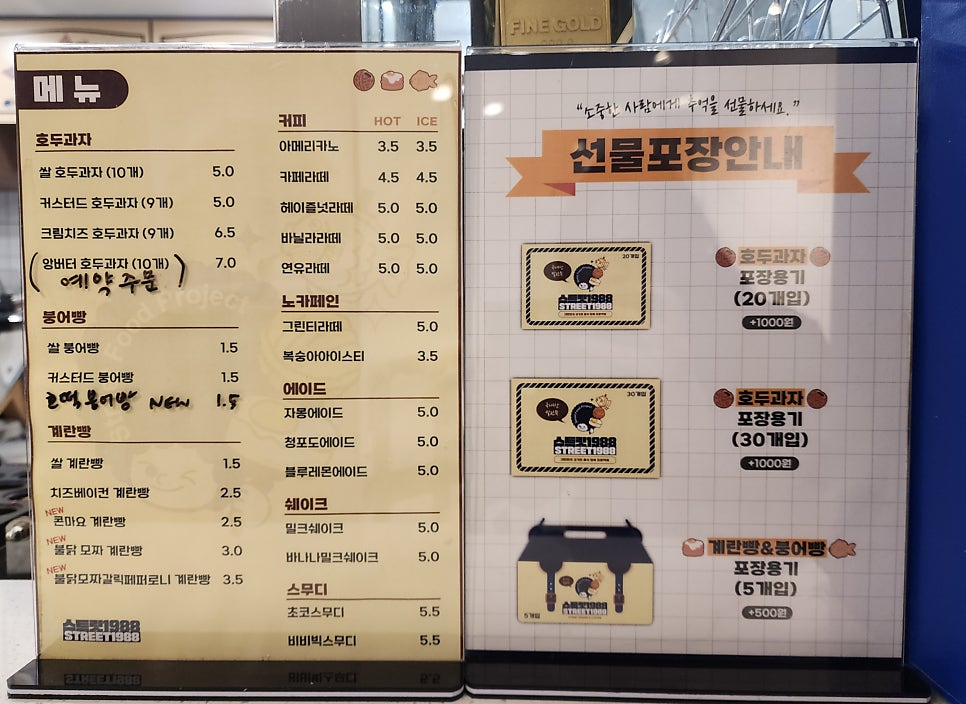 FINE GOLD
메뉴
호두과자
쌀 호두과자 (10개) 5.0
커스터드 호두과자 (9개) 5.0
크림치즈 호두과자 (9개) 6.5
앙버터 호두과자 (10개) 7.0
(예약 주문)
붕어빵
쌀 붕어빵 1.5
커스터드 붕어빵 1.5
호떡 붕어빵 NEW 1.5
계란빵
쌀 계란빵 1.5
치즈베이컨 계란빵 2.5
NEW
콘마요 계란빵 2.5
NEW
불닭 모짜 계란빵 3.0
NEW
불닭모짜갈릭페퍼로니 계란빵 3.5
스트릿1988
STREET1988
커피 HOT ICE
아메리카노 3.5 3.5
카페라떼 4.5 4.5
헤이즐넛라떼 5.0 5.0
바닐라라떼 5.0 5.0
연유라떼 5.0 5.0
노카페인
그린티라떼 5.0
복숭아아이스티 3.5
에이드
자몽에이드 5.0
청포도에이드 5.0
블루레몬에이드 5.0
쉐이크
밀크쉐이크 5.0
바나나밀크쉐이크 5.0
스무디
초코스무디 5.5
비비빅스무디 5.5
Project
"소중한 사람에게 추억을 선물하세요."
선물포장안내
20개입
스트릿1988
STREET1988
호두과자
포장용기
(20개입)
+1000원
30개입
스트릿1988
STREET1988
호두과자
포장용기
(30개입)
+1000원
스트릿1988
STREET1988
5개입
계란빵&붕어빵
포장용기
(5개입)
+500원